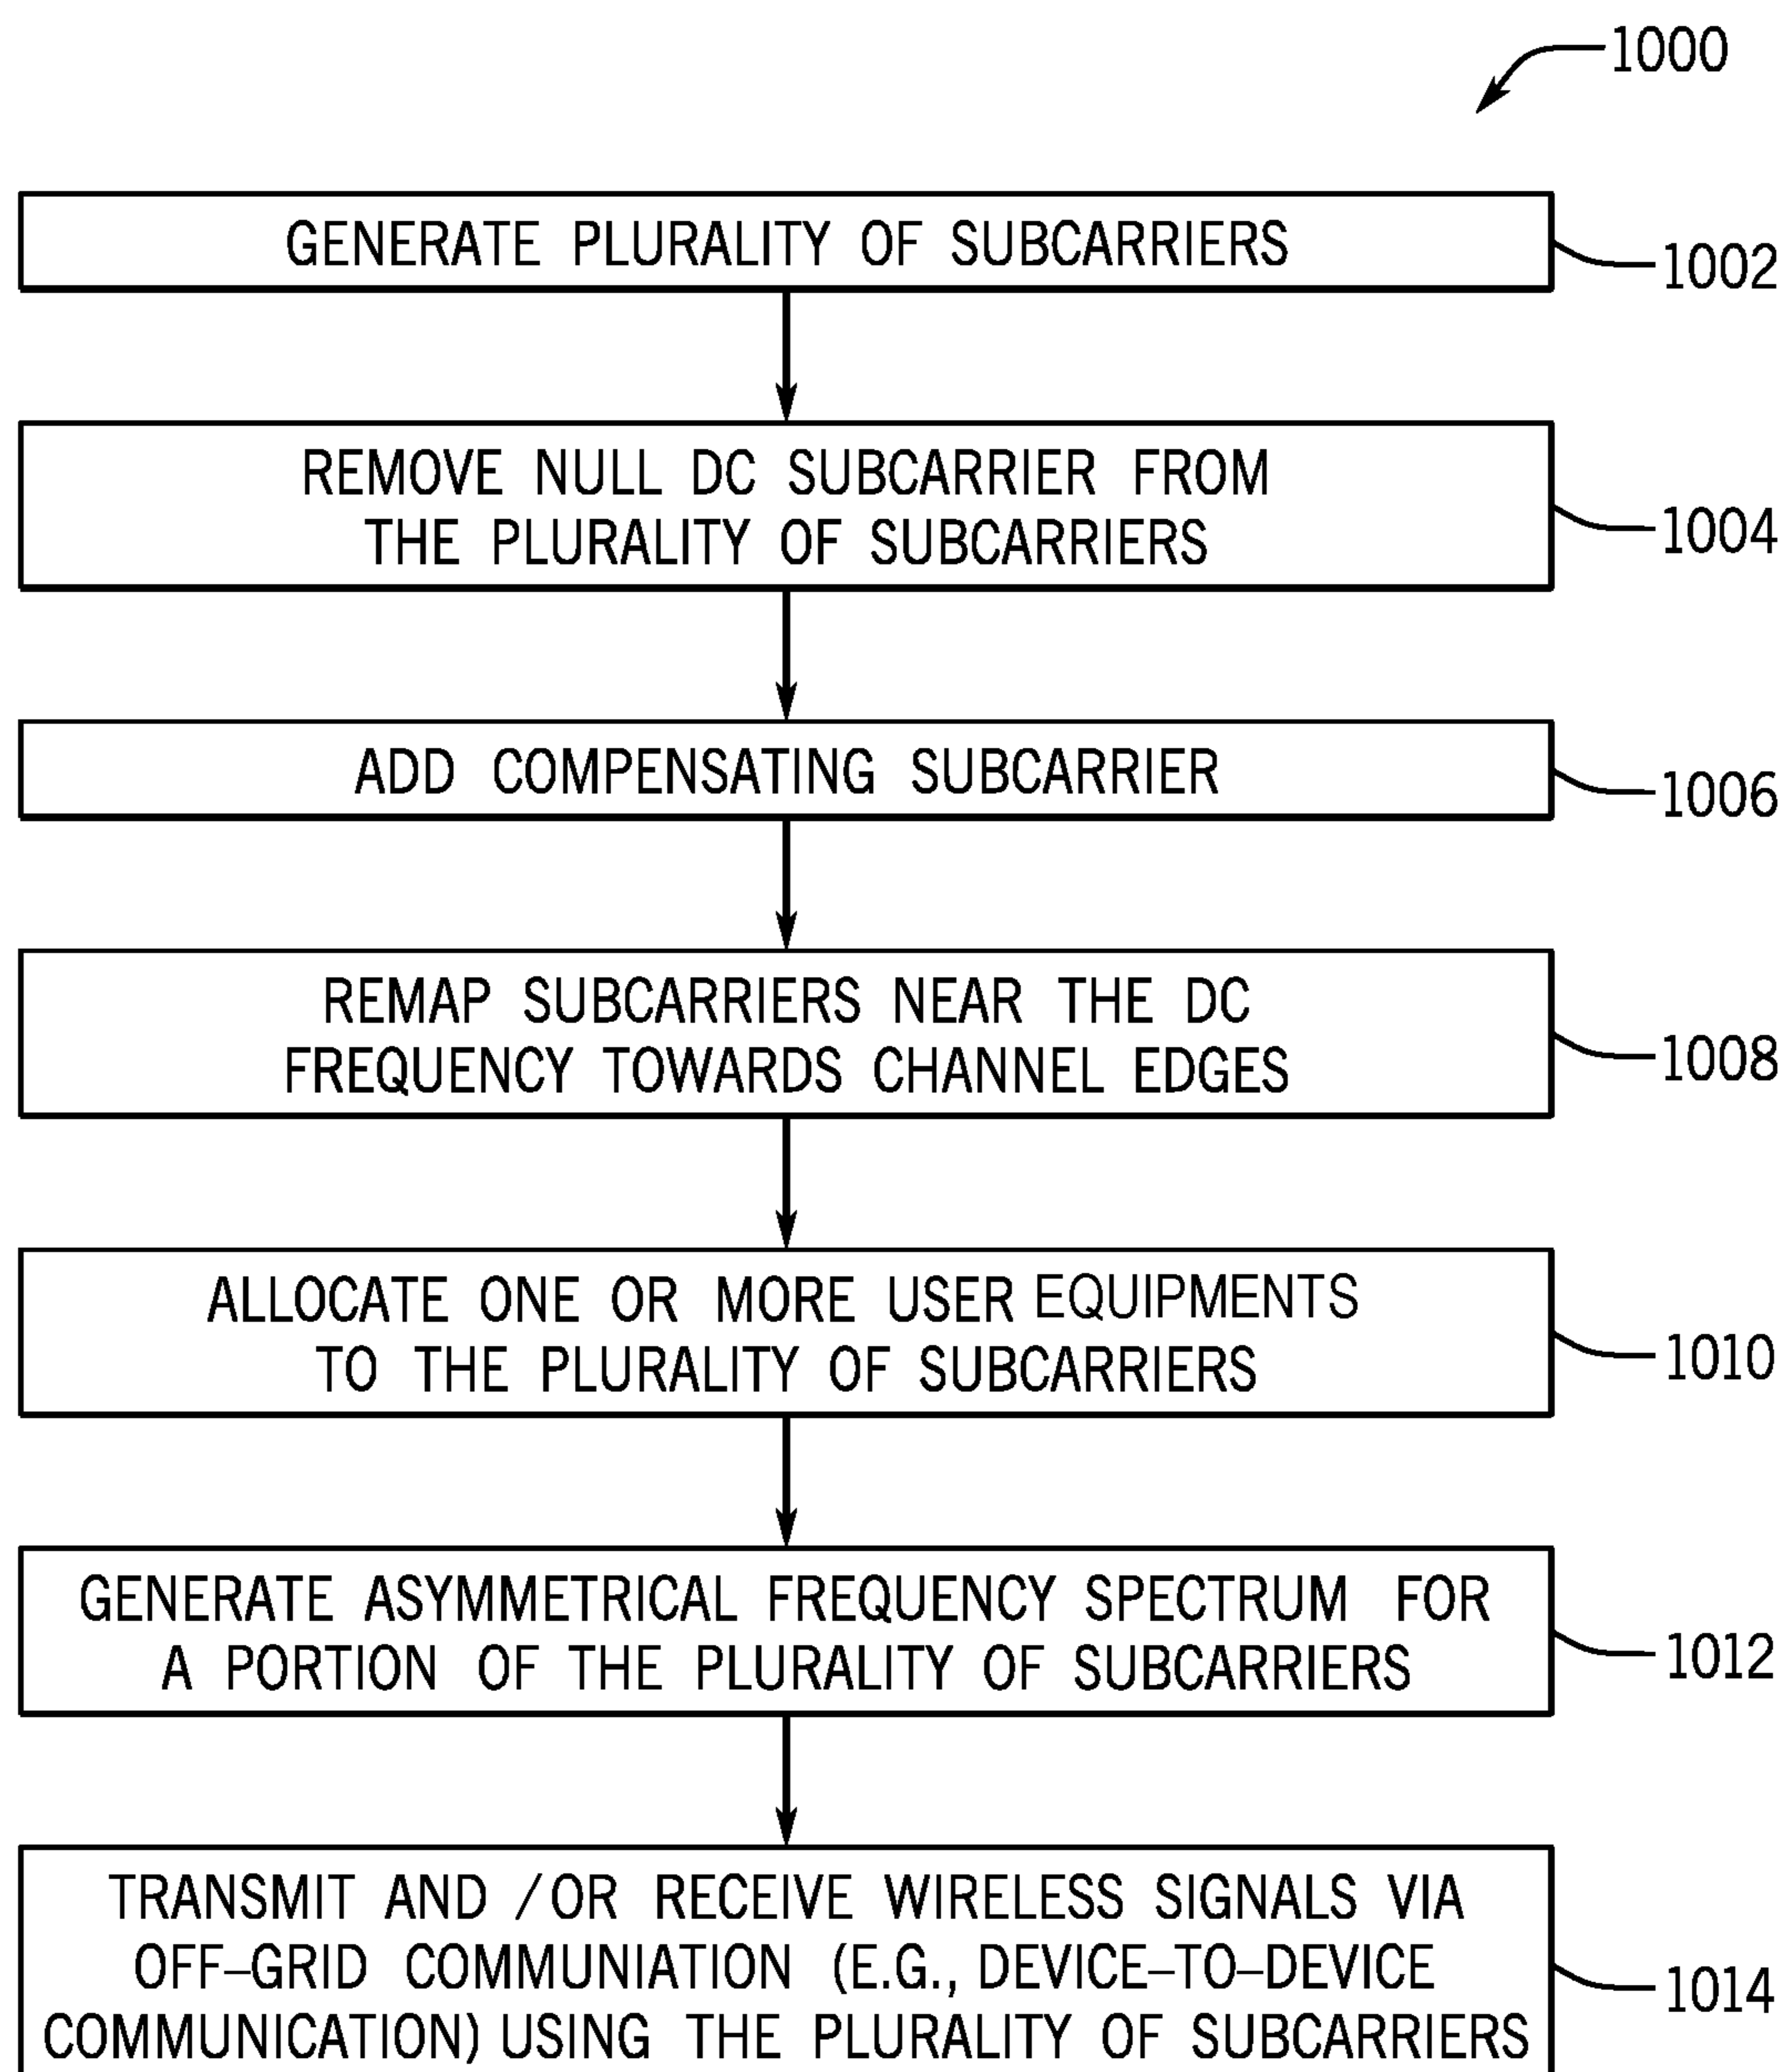 1000
GENERATE PLURALITY OF SUBCARRIERS
1002
REMOVE NULL DC SUBCARRIER FROM
THE PLURALITY OF SUBCARRIERS
1004
ADD COMPENSATING SUBCARRIER
1006
REMAP SUBCARRIERS NEAR THE DC
FREQUENCY TOWARDS CHANNEL EDGES
1008
ALLOCATE ONE OR MORE USER EQUIPMENTS
TO THE PLURALITY OF SUBCARRIERS
1010
GENERATE ASYMMETRICAL FREQUENCY SPECTRUM FOR
A PORTION OF THE PLURALITY OF SUBCARRIERS
1012
TRANSMIT AND /OR RECEIVE WIRELESS SIGNALS VIA
OFF–GRID COMMUNIATION (E.G., DEVICE–TO–DEVICE
COMMUNICATION) USING THE PLURALITY OF SUBCARRIERS
1014